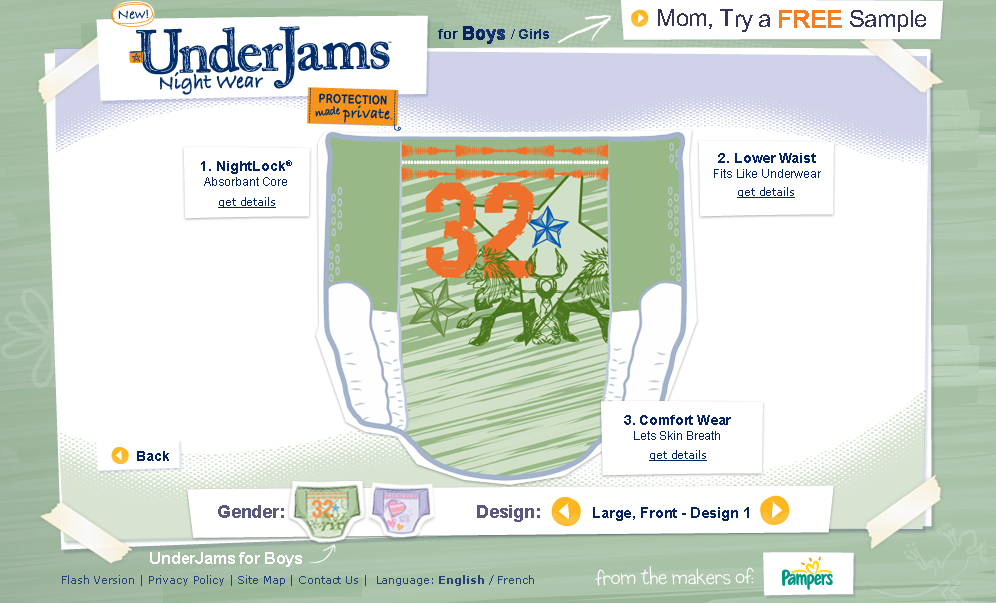 New!
UnderJams
Night Wear
PROTECTION
made private
for Boys / Girls
Mom, Try a FREE Sample
1. NightLock®
Absorbant Core
get details
2. Lower Waist
Fits Like Underwear
get details
32
3. Comfort Wear
Lets Skin Breath
get details
Back
Gender:
32
Design:
Large, Front - Design 1
UnderJams for Boys
Flash Version | Privacy Policy | Site Map | Contact Us | Language: English / French
from the makers of:
Pampers